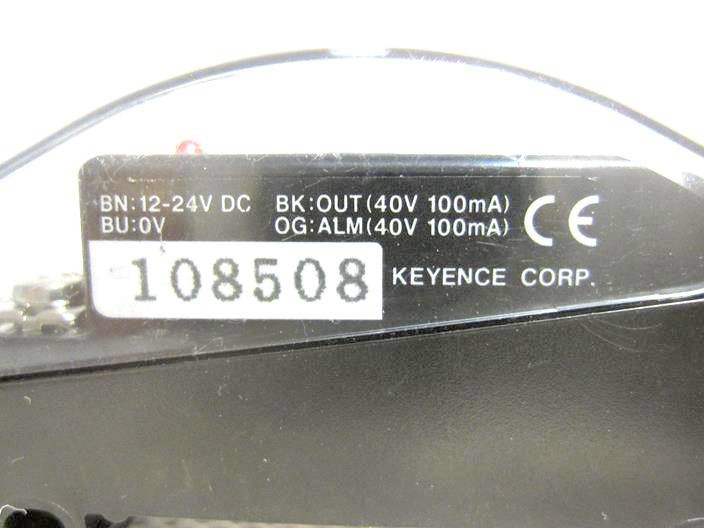 BN:12-24V DC BK:OUT(40V 100mA)
BU:0V OG:ALM(40V 100mA)
CE
108508 KEYENCE CORP.